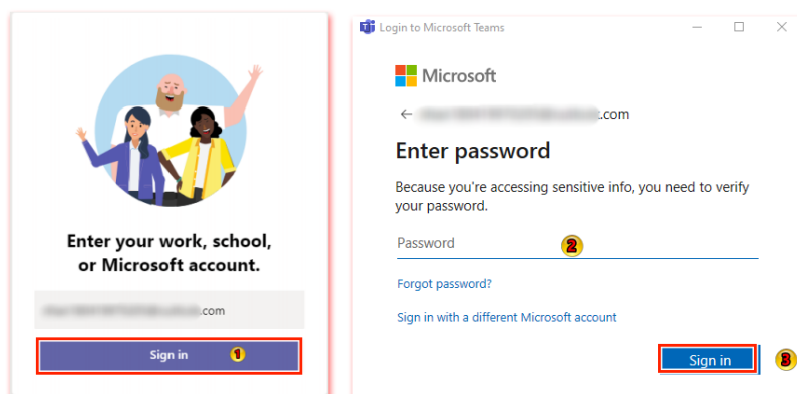 Enter your work, school,
or Microsoft account.
.com
Sign in 1
Login to Microsoft Teams
Microsoft
.com
Enter password
Because you're accessing sensitive info, you need to verify
your password.
Password 2
Forgot password?
Sign in with a different Microsoft account
Sign in 3